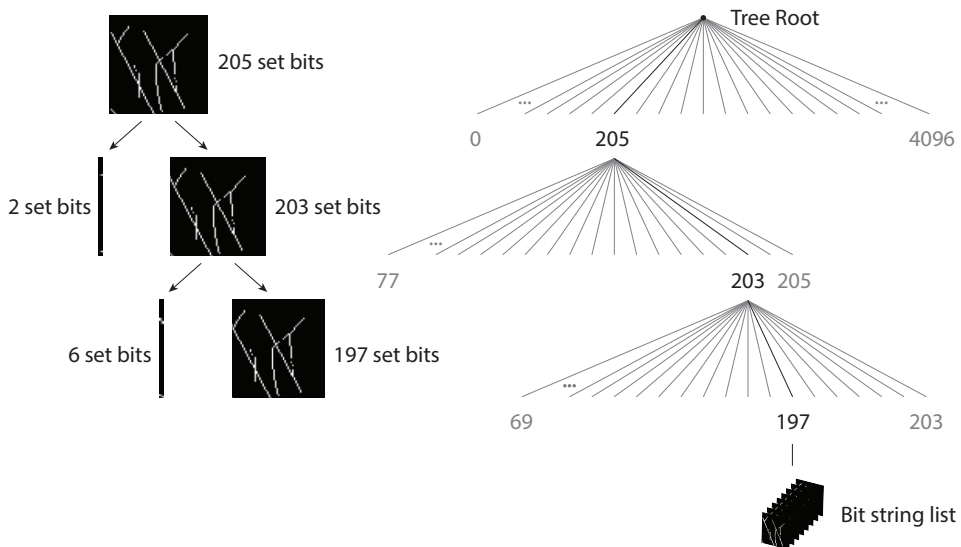 Tree Root
205 set bits
...
...
0
205
4096
2 set bits
203 set bits
...
77
203
205
6 set bits
197 set bits
...
69
197
203
Bit string list